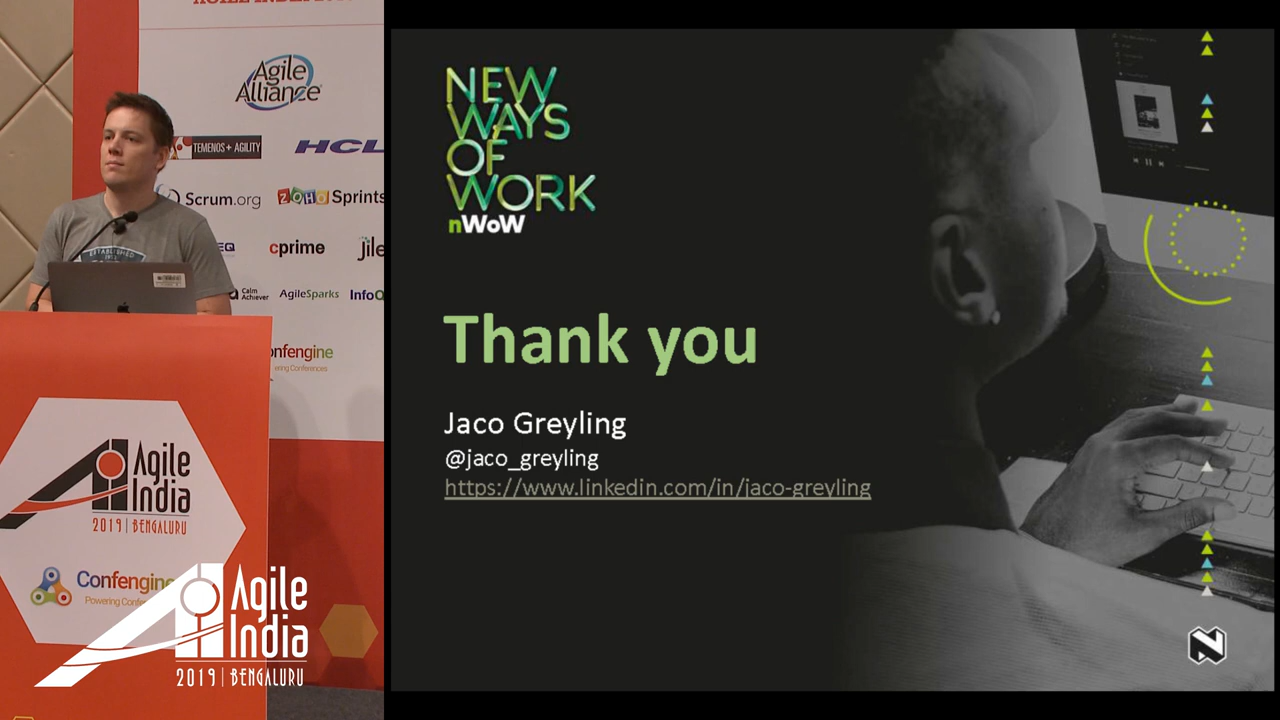 Agile
Alliance
TEMENOS + AGILITY
HCL
Scrum.org
ZOHO Sprints
cprime
Calm
Achiever
AgileSparks
InfoQ
Agile
India
2019 | BENGALURU
Confengine
Agile
India
2019 | BENGALURU
NEW
WAYS
OF
WORK
nWoW
Thank you
Jaco Greyling
@jaco_greyling
https://www.linkedin.com/in/jaco-greyling